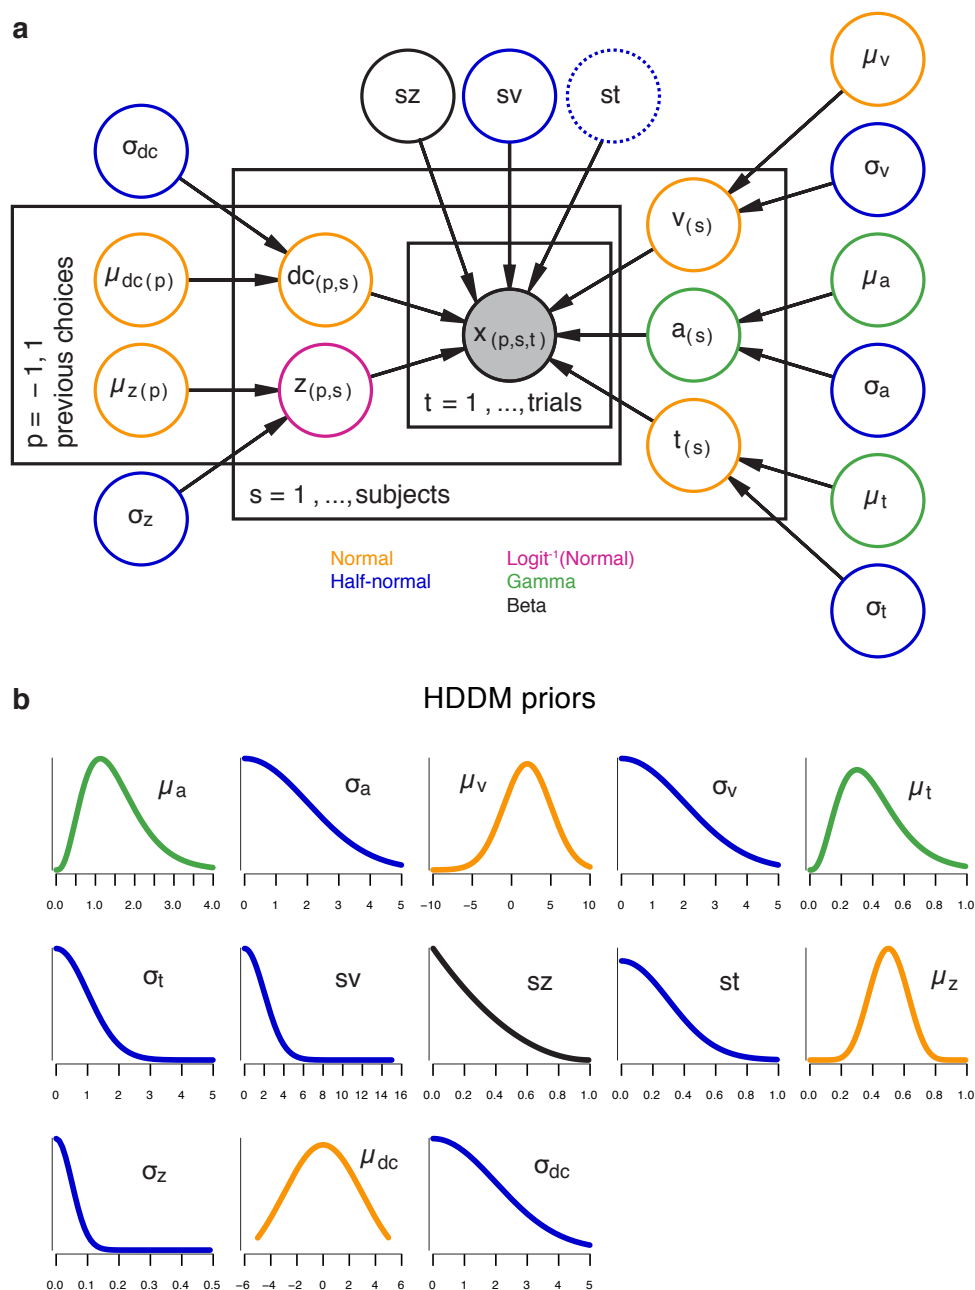 a
μv
sz sv st
σdc
σv
v(s)
μdc(p)
dc(p,s)
μa
x(p,s,t)
a(s)
p = − 1, 1
previous choices
μz(p)
z(p,s)
t = 1 , ..., trials
σa
t(s)
s = 1 , ..., subjects
σz
μt
Normal
Half-normal
Logit⁻¹(Normal)
Gamma
Beta
σt
b
HDDM priors
μa
0.0 1.0 2.0 3.0 4.0
σa
0 1 2 3 4 5
μv
−10 −5 0 5 10
σv
0 1 2 3 4 5
μt
0.0 0.2 0.4 0.6 0.8 1.0
σt
0 1 2 3 4 5
sv
0 2 4 6 8 10 12 14 16
sz
0.0 0.2 0.4 0.6 0.8 1.0
st
0.0 0.2 0.4 0.6 0.8 1.0
μz
0.0 0.2 0.4 0.6 0.8 1.0
σz
0.0 0.1 0.2 0.3 0.4 0.5
μdc
−6 −4 −2 0 2 4 6
σdc
0 1 2 3 4 5